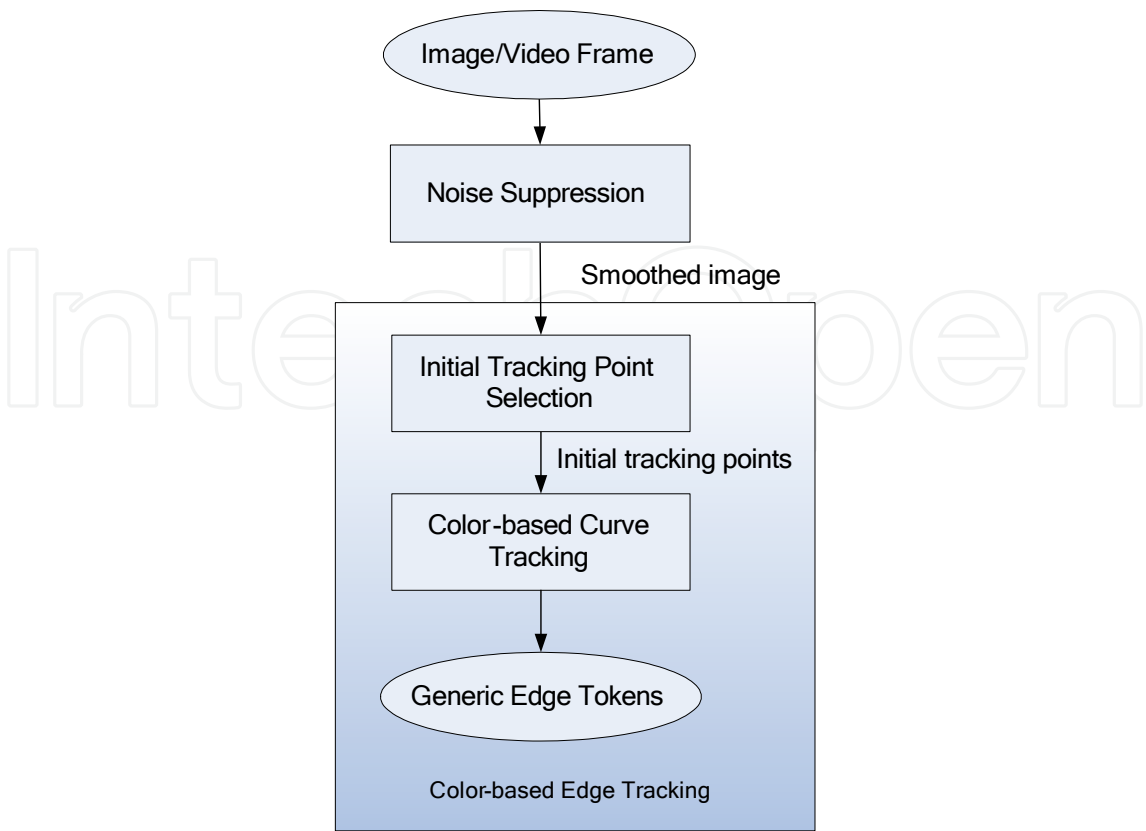 Image/Video Frame
Noise Suppression
Smoothed image
IntechOpen
Initial Tracking Point
Selection
Initial tracking points
Color-based Curve
Tracking
Generic Edge Tokens
Color-based Edge Tracking